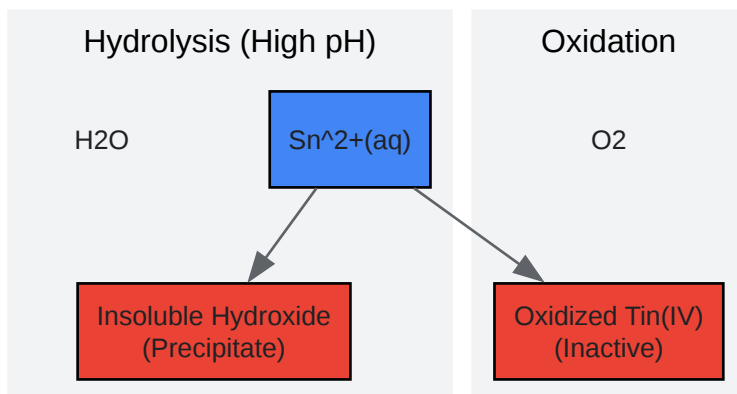 Hydrolysis (High pH)
Oxidation
H2O
Sn^2+(aq)
O2
Insoluble Hydroxide
(Precipitate)
Oxidized Tin(IV)
(Inactive)